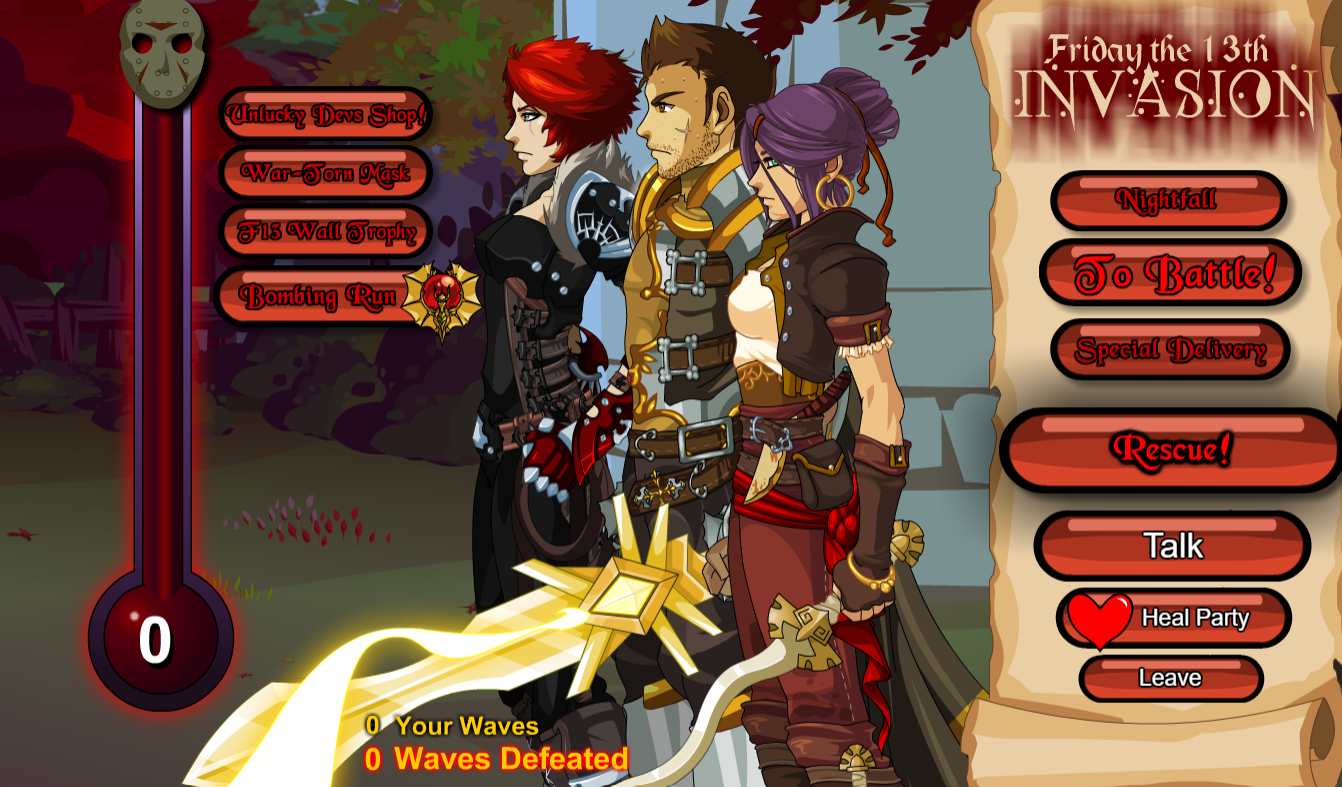 Friday the 13th
INVASION
Unlucky Devs Shop!
War-Torn Mask
F13 Wall Trophy
Bombing Run
Nightfall
To Battle!
Special Delivery
Rescue!
Talk
Heal Party
Leave
0
0 Your Waves
0 Waves Defeated